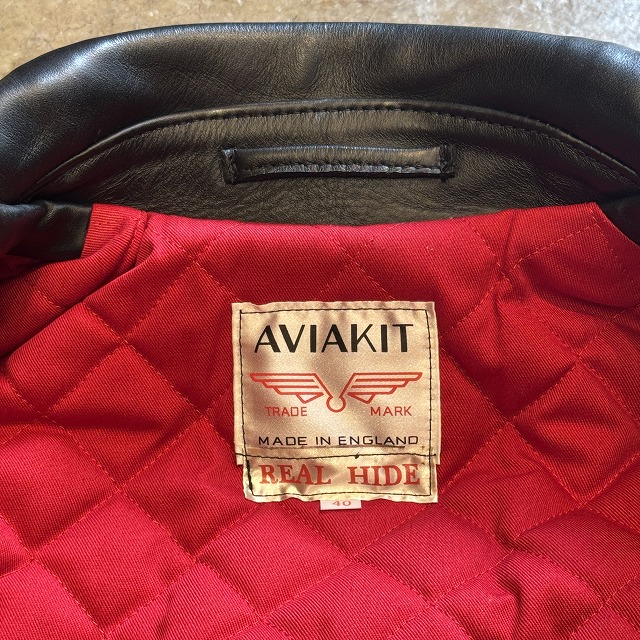 AVIAKIT
TRADE MARK
MADE IN ENGLAND
REAL HIDE
40